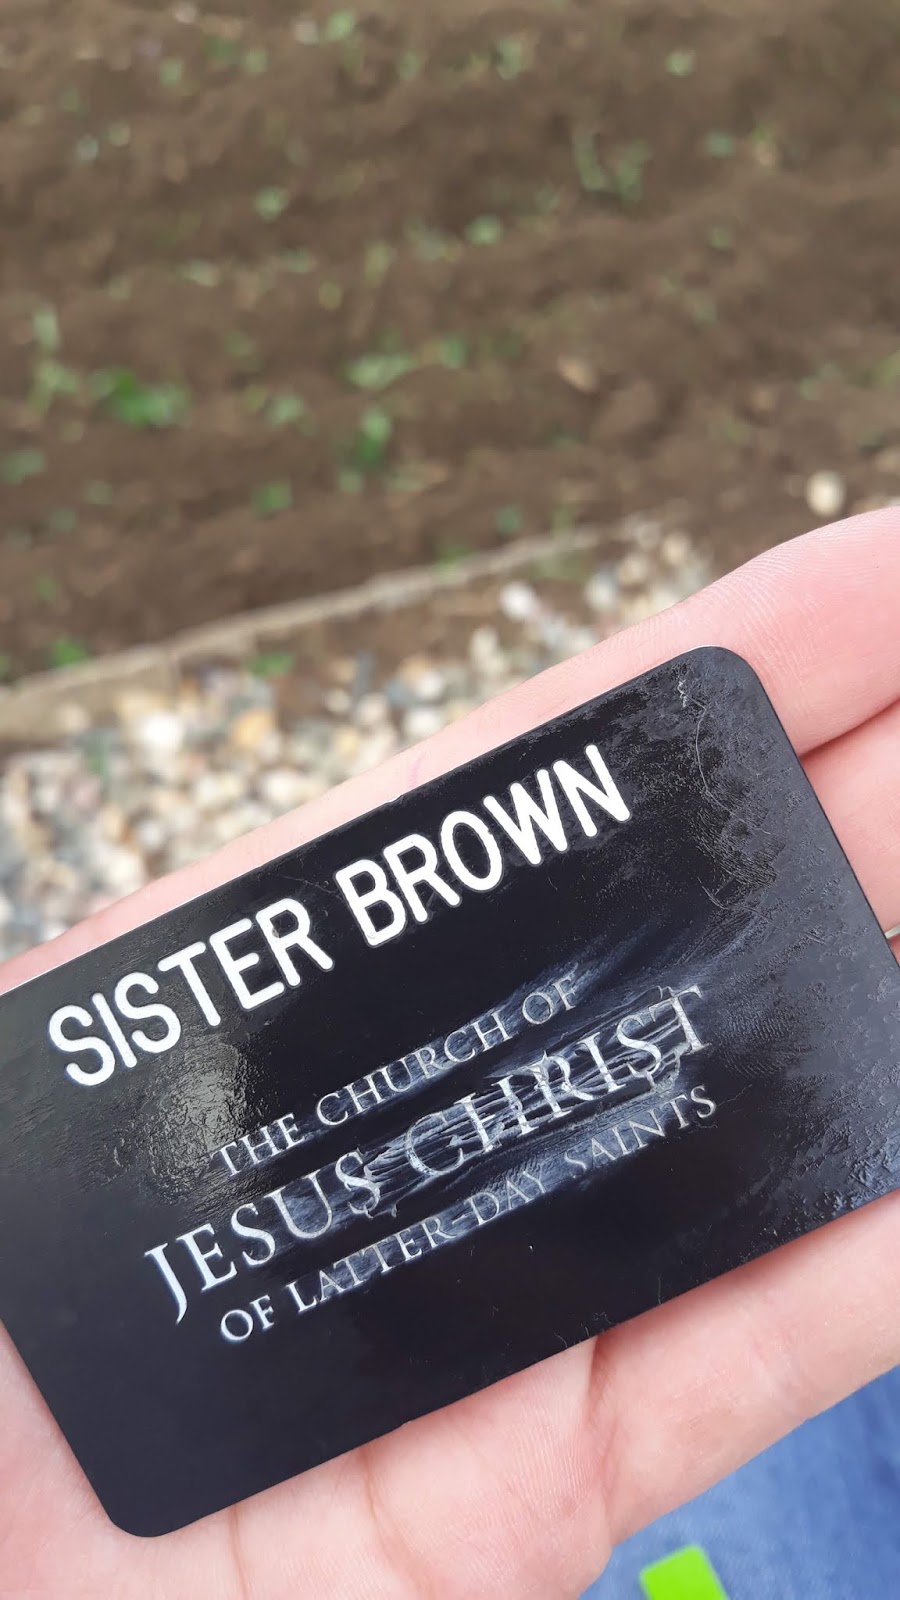 SISTER BROWN
THE CHURCH OF
JESUS CHRIST
OF LATTER-DAY SAINTS